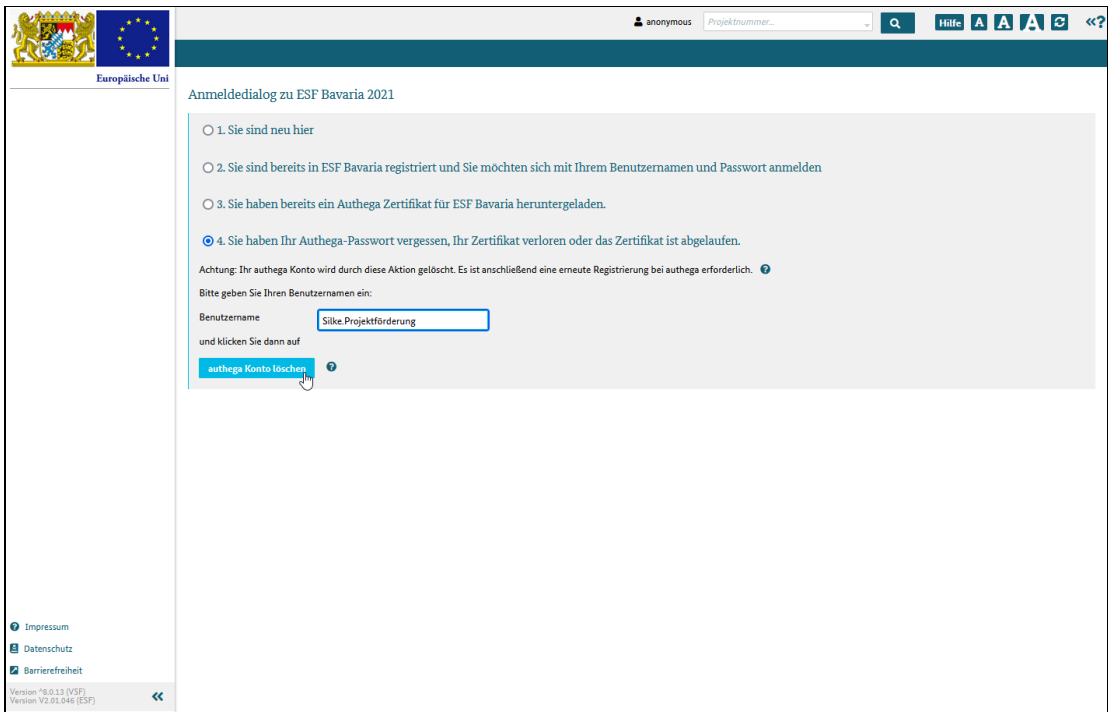 anonymous
Projektnummer...
Hilfe A A A
«?
Europäische Uni
Anmeldedialog zu ESF Bavaria 2021
1. Sie sind neu hier
2. Sie sind bereits in ESF Bavaria registriert und Sie möchten sich mit Ihrem Benutzernamen und Passwort anmelden
3. Sie haben bereits ein Authega Zertifikat für ESF Bavaria heruntergeladen.
4. Sie haben Ihr Authega-Passwort vergessen, Ihr Zertifikat verloren oder das Zertifikat ist abgelaufen.
Achtung: Ihr authega Konto wird durch diese Aktion gelöscht. Es ist anschließend eine erneute Registrierung bei authega erforderlich. ?
Bitte geben Sie Ihren Benutzernamen ein:
Benutzername
Silke.Projektförderung
und klicken Sie dann auf
authega Konto löschen ?
? Impressum
Datenschutz
Barrierefreiheit
Version ^8.0.13 (VSF)
Version V2.01.046 (ESF)
«